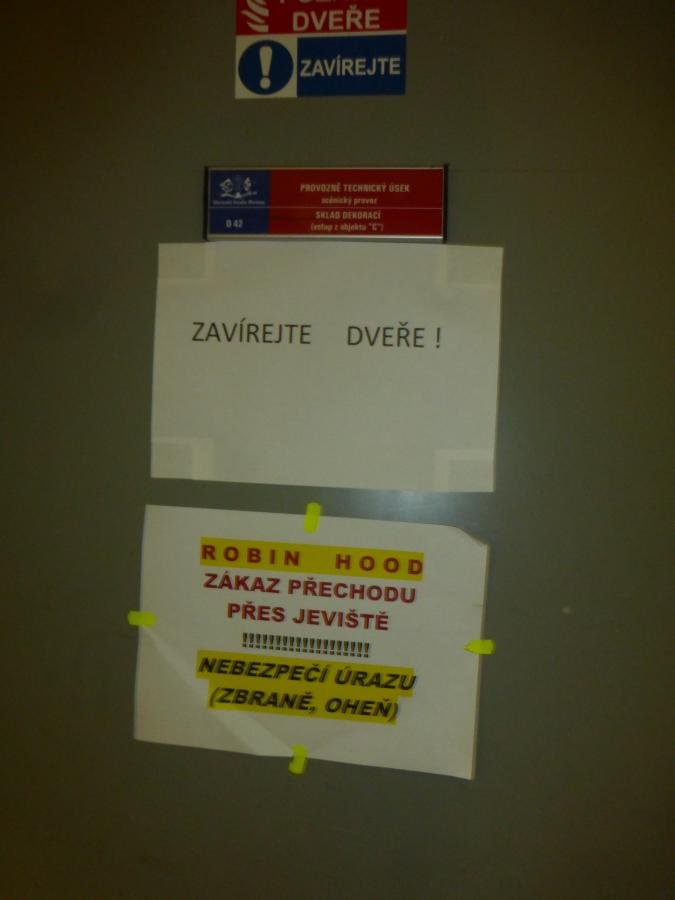 DVEŘE
ZAVÍREJTE
PROVOZNĚ TECHNICKÝ ÚSEK
scénický provoz
D 42
SKLAD DEKORACÍ
(vstup z objektu "C")
ZAVÍREJTE DVEŘE !
ROBIN HOOD
ZÁKAZ PŘECHODU
PŘES JEVIŠTĚ
!!!!!!!!!!!!!!!!!!!
NEBEZPEČÍ ÚRAZU
(ZBRANĚ, OHEŇ)